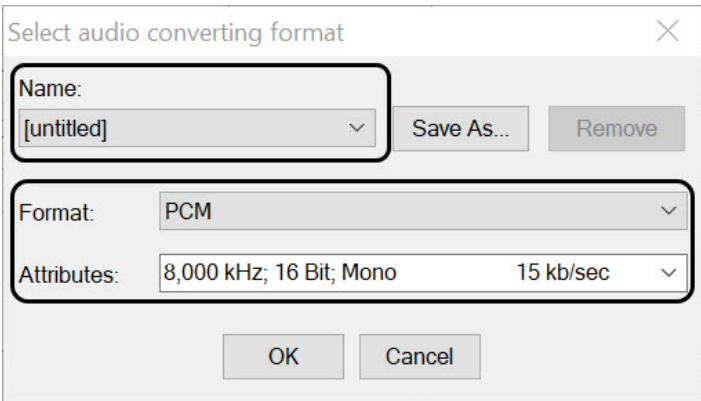 Select audio converting format
Name:
[untitled]
Save As...
Remove
Format:
PCM
Attributes:
8,000 kHz; 16 Bit; Mono 15 kb/sec
OK
Cancel